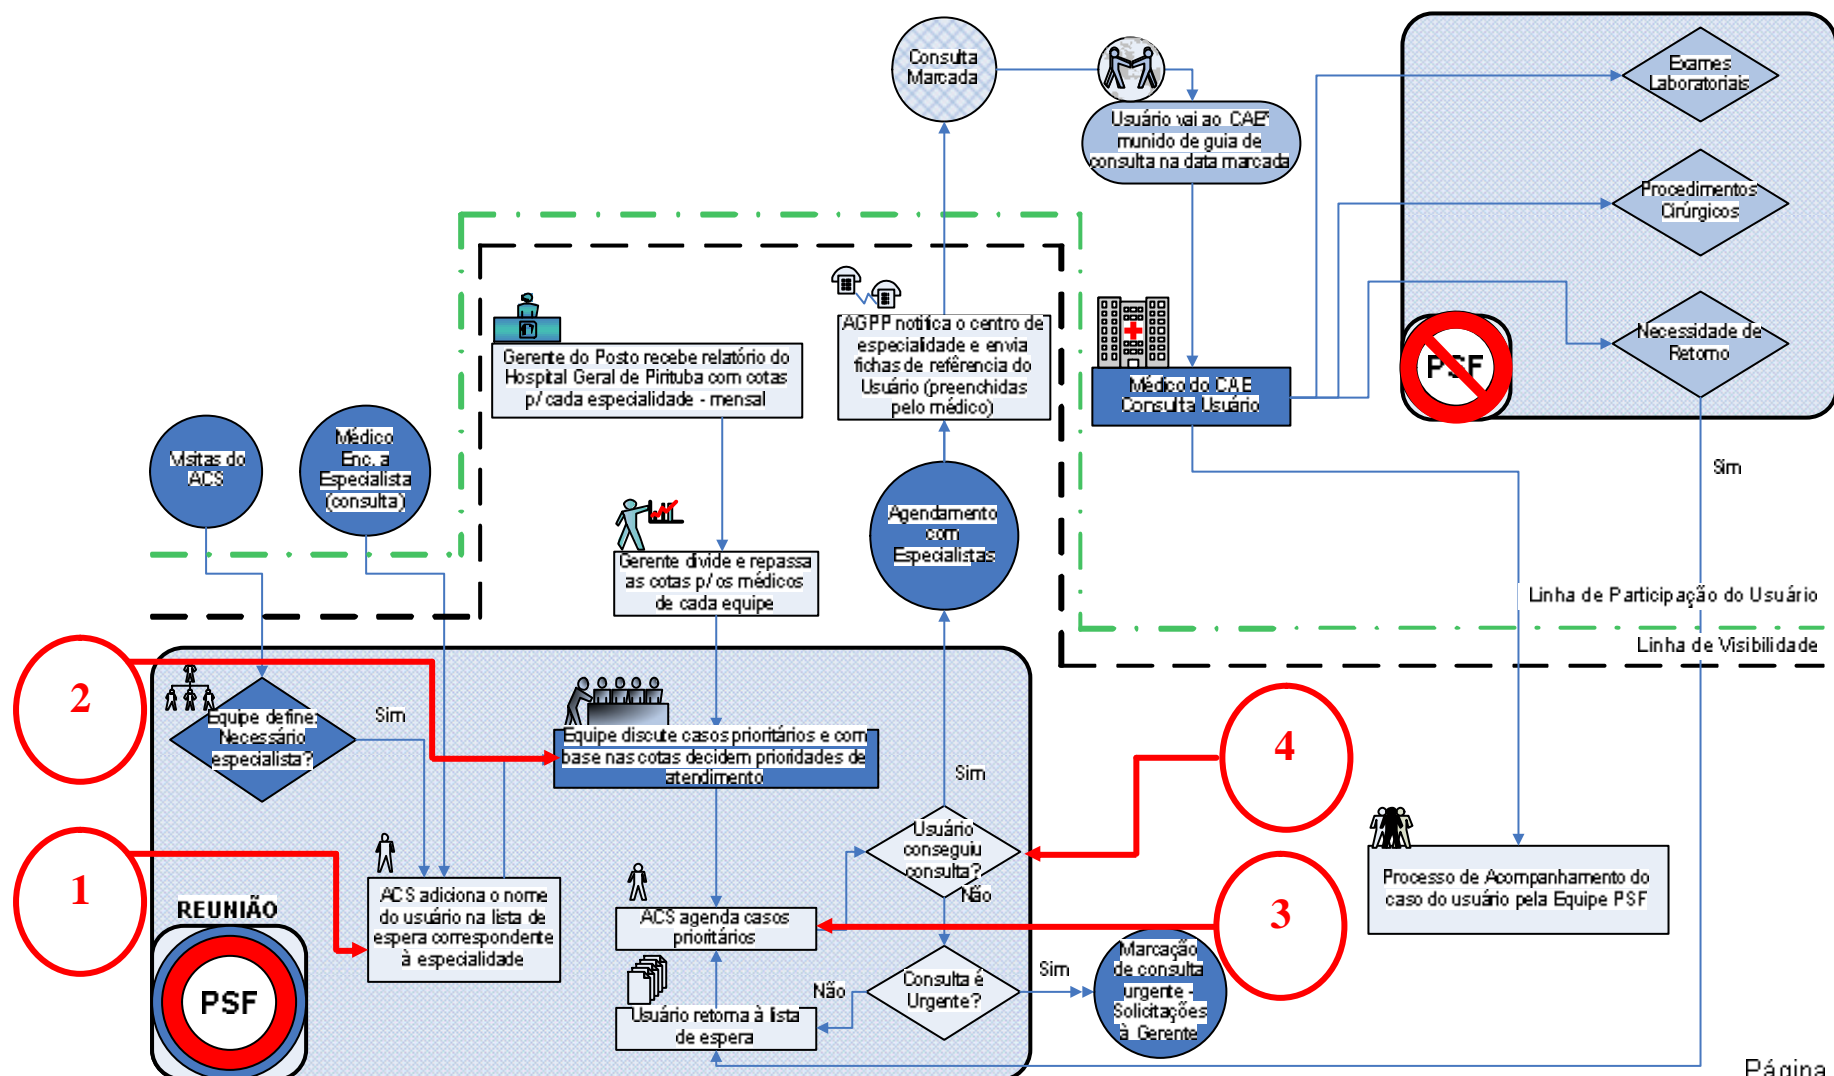 Consulta
Marcada
Exames
Laboratoriais
Usuário vai ao CAE*
munido de guia de
consulta na data marcada
Procedimentos
Cirúrgicos
AGPP notifica o centro de
especialidade e envia
fichas de refêrencia do
Usuário (preenchidas
pelo médico)
Gerente do Posto recebe relatório do
Hospital Geral de Pirituba com cotas
p/ cada especialidade - mensal
Necessidade de
Retorno
PSF
Médico do CAE
Consulta Usuário
Visitas do
ACS
Médico
Enc. a
Especialista
(consulta)
Sim
Agendamento
com
Especialistas
Gerente divide e repassa
as cotas p/ os médicos
de cada equipe
Linha de Participação do Usuário
Linha de Visibilidade
2
Equipe define:
Necessário
especialista?
Sim
Equipe discute casos prioritários e com
base nas cotas decidem prioridades de
atendimento
4
Sim
Usuário
conseguiu
consulta?
Não
1
ACS adiciona o nome
do usuário na lista de
espera correspondente
à especialidade
ACS agenda casos
prioritários
3
Processo de Acompanhamento do
caso do usuário pela Equipe PSF
REUNIÃO
PSF
Consulta é
Urgente?
Não
Sim
Marcação
de consulta
urgente -
Solicitações
à Gerente
Usuário retorna à lista
de espera
Página